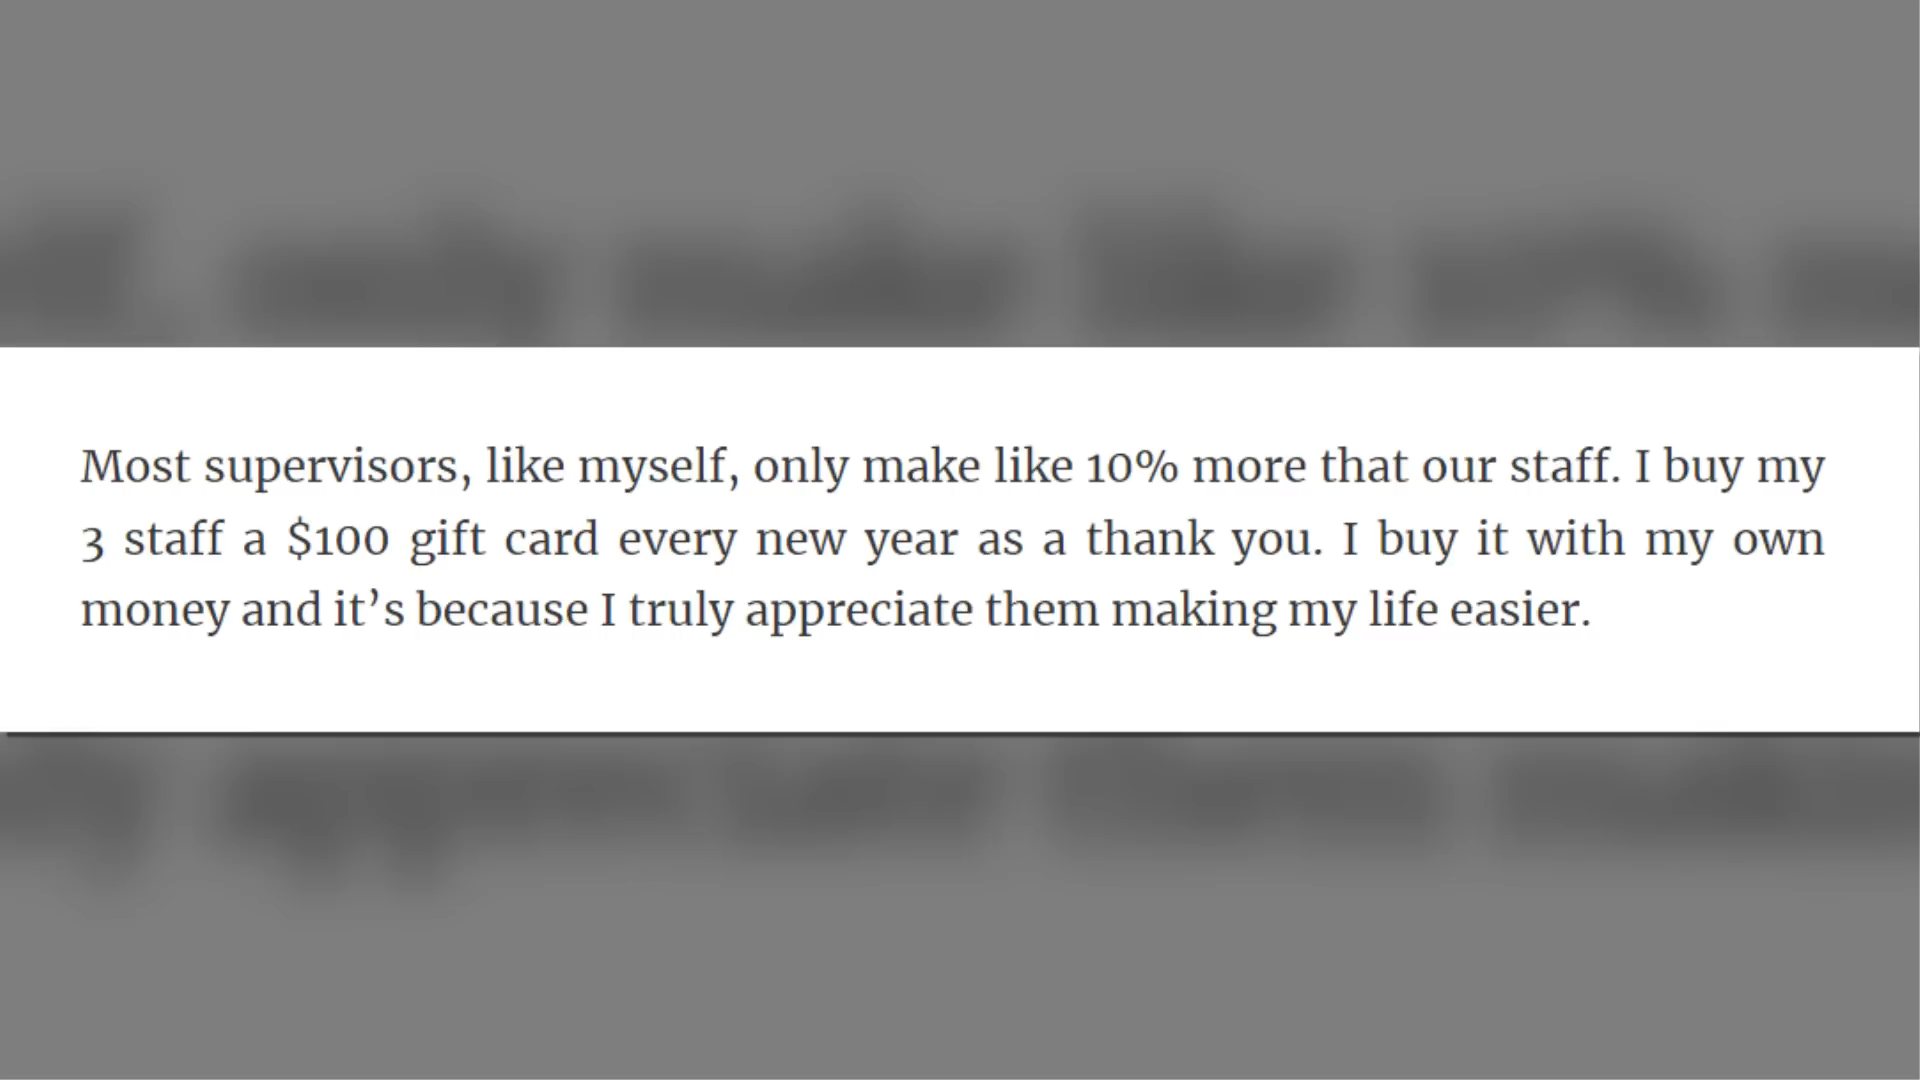 Most supervisors, like myself, only make like 10% more that our staff. I buy my
3 staff a $100 gift card every new year as a thank you. I buy it with my own
money and it’s because I truly appreciate them making my life easier.